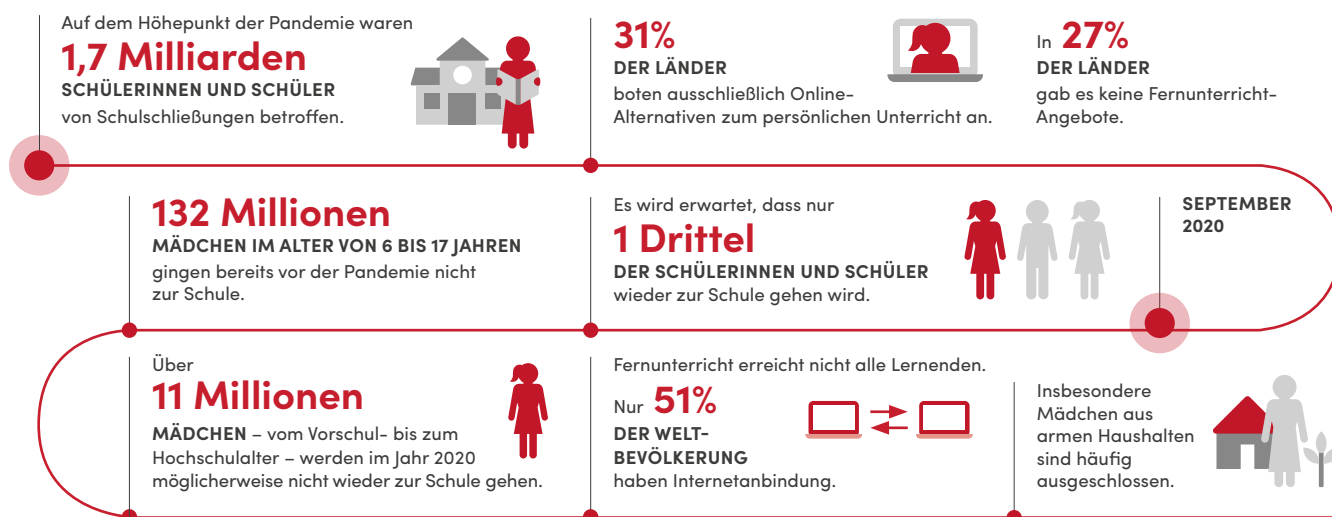 Auf dem Höhepunkt der Pandemie waren
1,7 Milliarden
SCHÜLERINNEN UND SCHÜLER
von Schulschließungen betroffen.
31%
DER LÄNDER
boten ausschließlich Online-
Alternativen zum persönlichen Unterricht an.
In 27%
DER LÄNDER
gab es keine Fernunterricht-
Angebote.
132 Millionen
MÄDCHEN IM ALTER VON 6 BIS 17 JAHREN
gingen bereits vor der Pandemie nicht
zur Schule.
Es wird erwartet, dass nur
1 Drittel
DER SCHÜLERINNEN UND SCHÜLER
wieder zur Schule gehen wird.
SEPTEMBER
2020
Über
11 Millionen
MÄDCHEN – vom Vorschul- bis zum
Hochschulalter – werden im Jahr 2020
möglicherweise nicht wieder zur Schule gehen.
Fernunterricht erreicht nicht alle Lernenden.
Nur 51%
DER WELT-
BEVÖLKERUNG
haben Internetanbindung.
Insbesondere
Mädchen aus
armen Haushalten
sind häufig
ausgeschlossen.